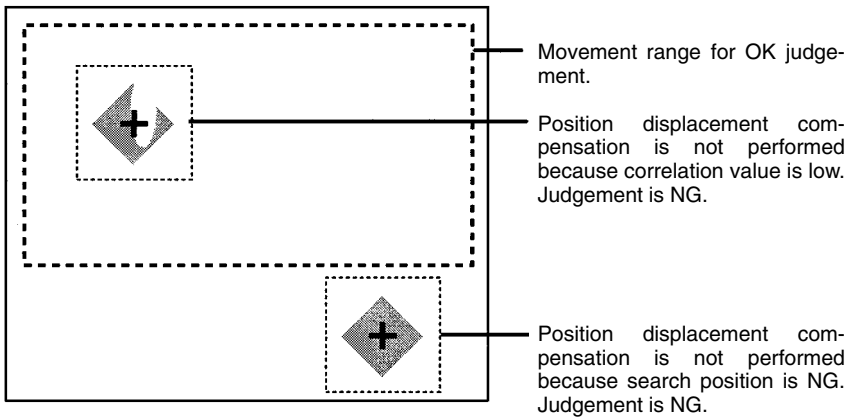 Movement range for OK judge-
ment.
Position displacement com-
pensation is not performed
because correlation value is low.
Judgement is NG.
Position displacement com-
pensation is not performed
because search position is NG.
Judgement is NG.